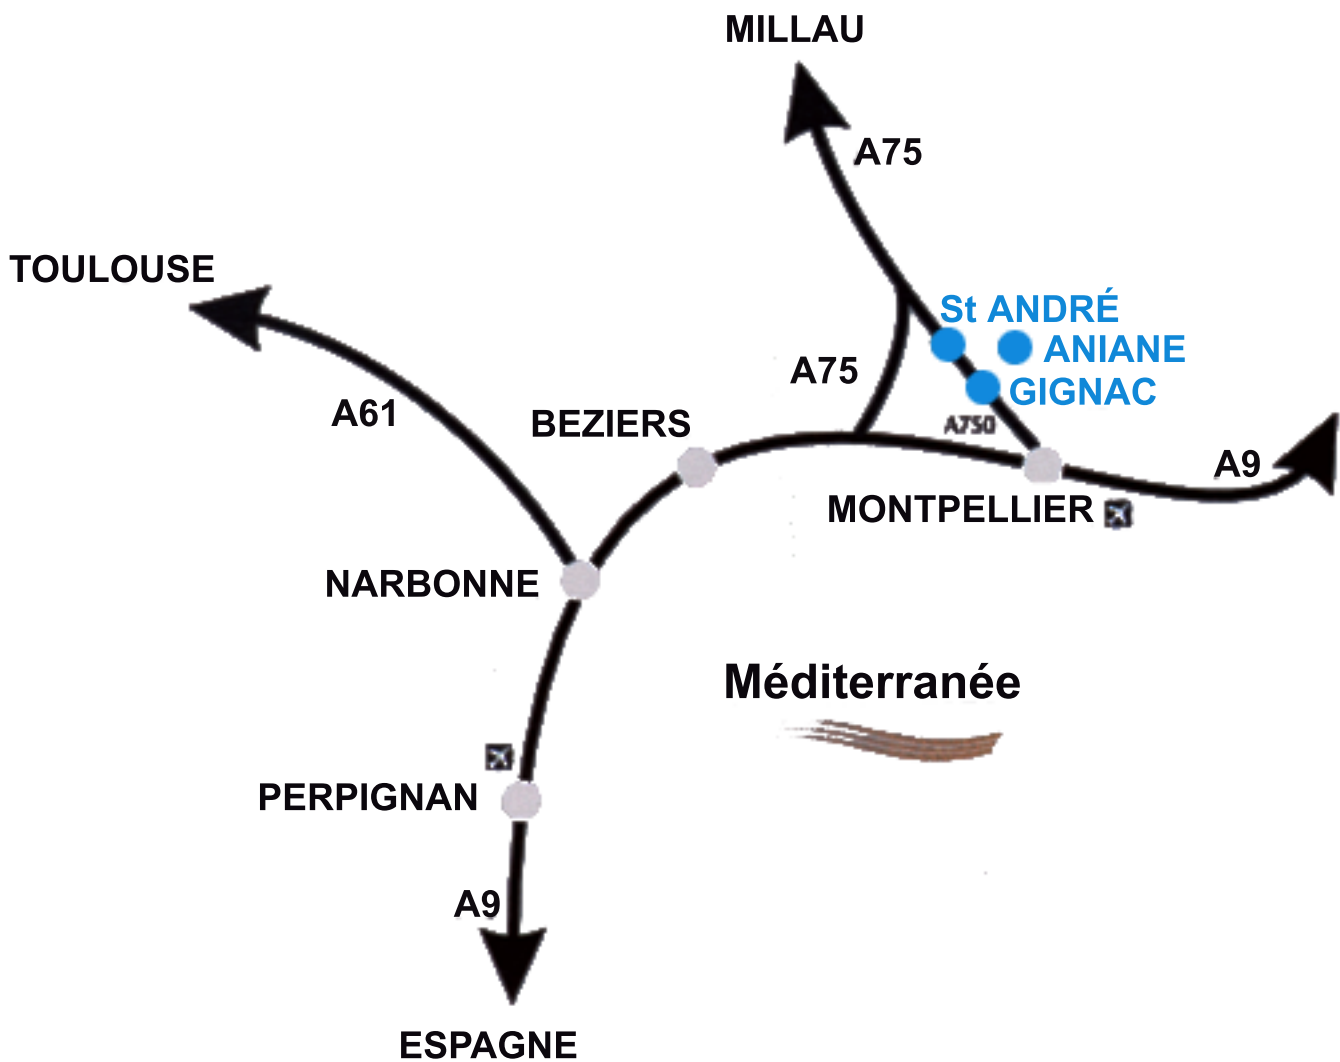 MILLAU
A75
TOULOUSE
St ANDRÉ
ANIANE
A75
GIGNAC
A61
BEZIERS
A750
A9
MONTPELLIER
NARBONNE
Méditerranée
PERPIGNAN
A9
ESPAGNE